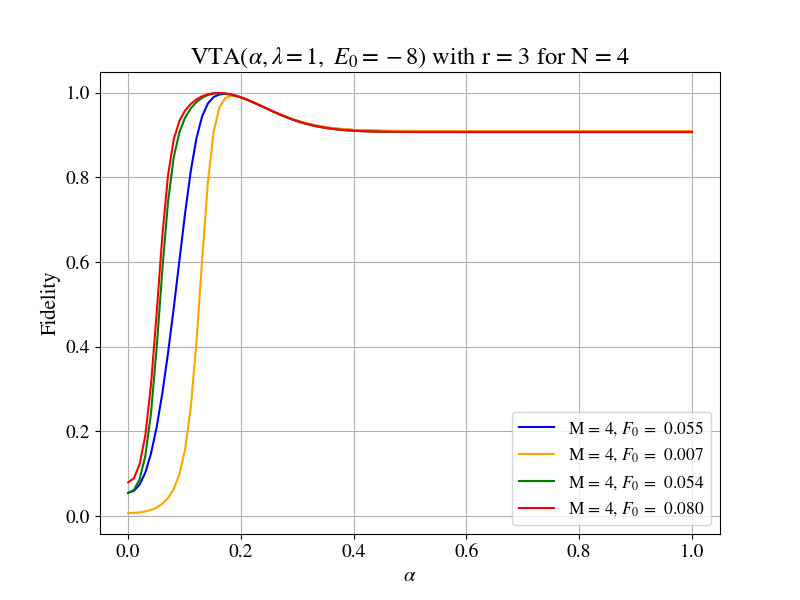 VTA(α, λ = 1, E₀ = −8) with r = 3 for N = 4
1.0
0.8
0.6
0.4
0.2
0.0
Fidelity
M = 4, F₀ = 0.055
M = 4, F₀ = 0.007
M = 4, F₀ = 0.054
M = 4, F₀ = 0.080
0.0 0.2 0.4 0.6 0.8 1.0
α